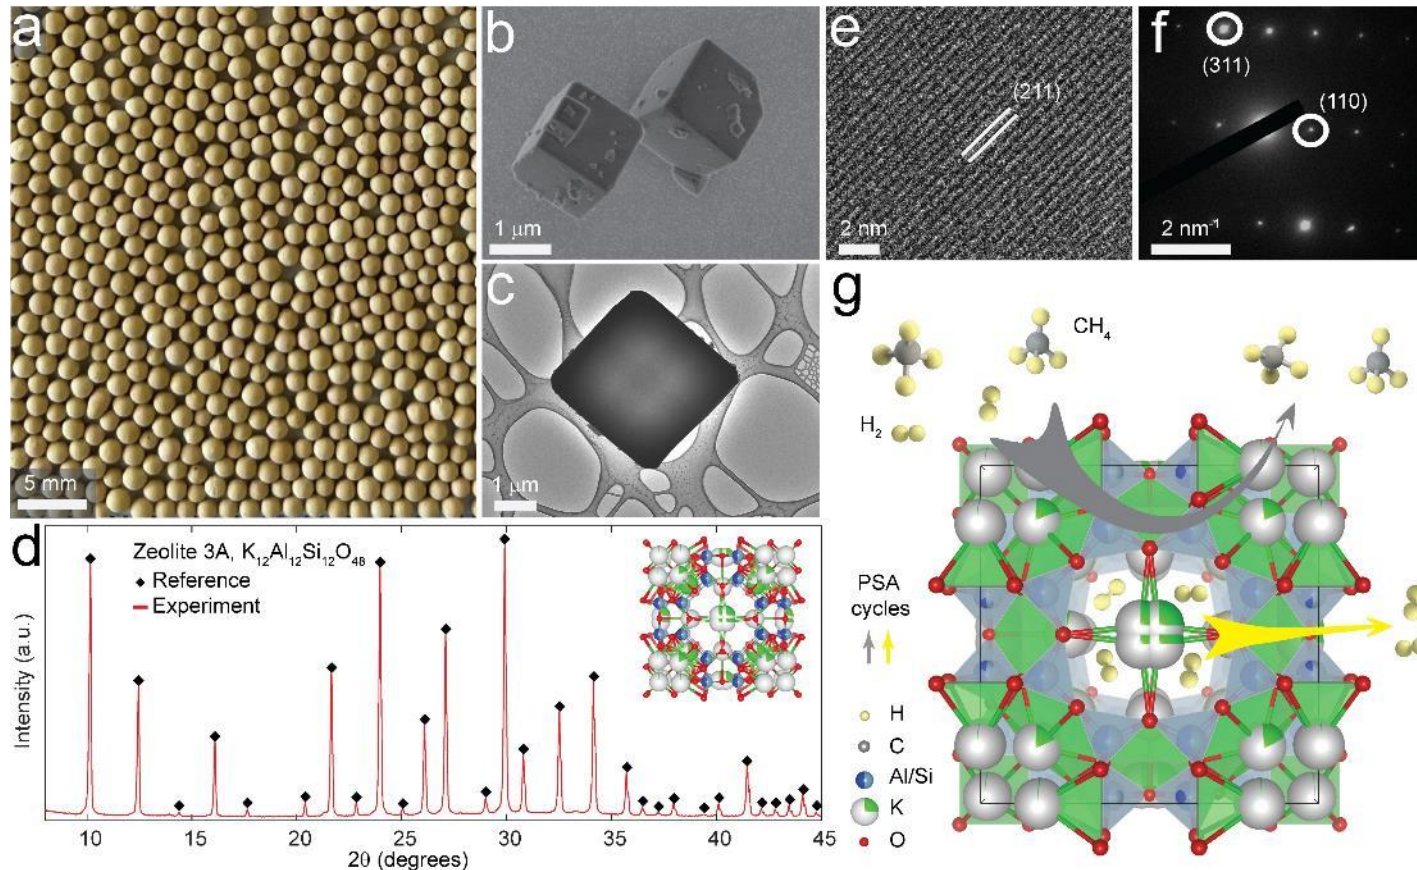 a
5 mm
b
1 μm
c
1 μm
e
(211)
2 nm
f
(311)
(110)
2 nm⁻¹
d
Zeolite 3A, K₁₂Al₁₂Si₁₂O₄₈
Reference
Experiment
Intensity (a.u.)
10 15 20 25 30 35 40 45
2θ (degrees)
g
CH₄
H₂
PSA
cycles
H
C
Al/Si
K
O